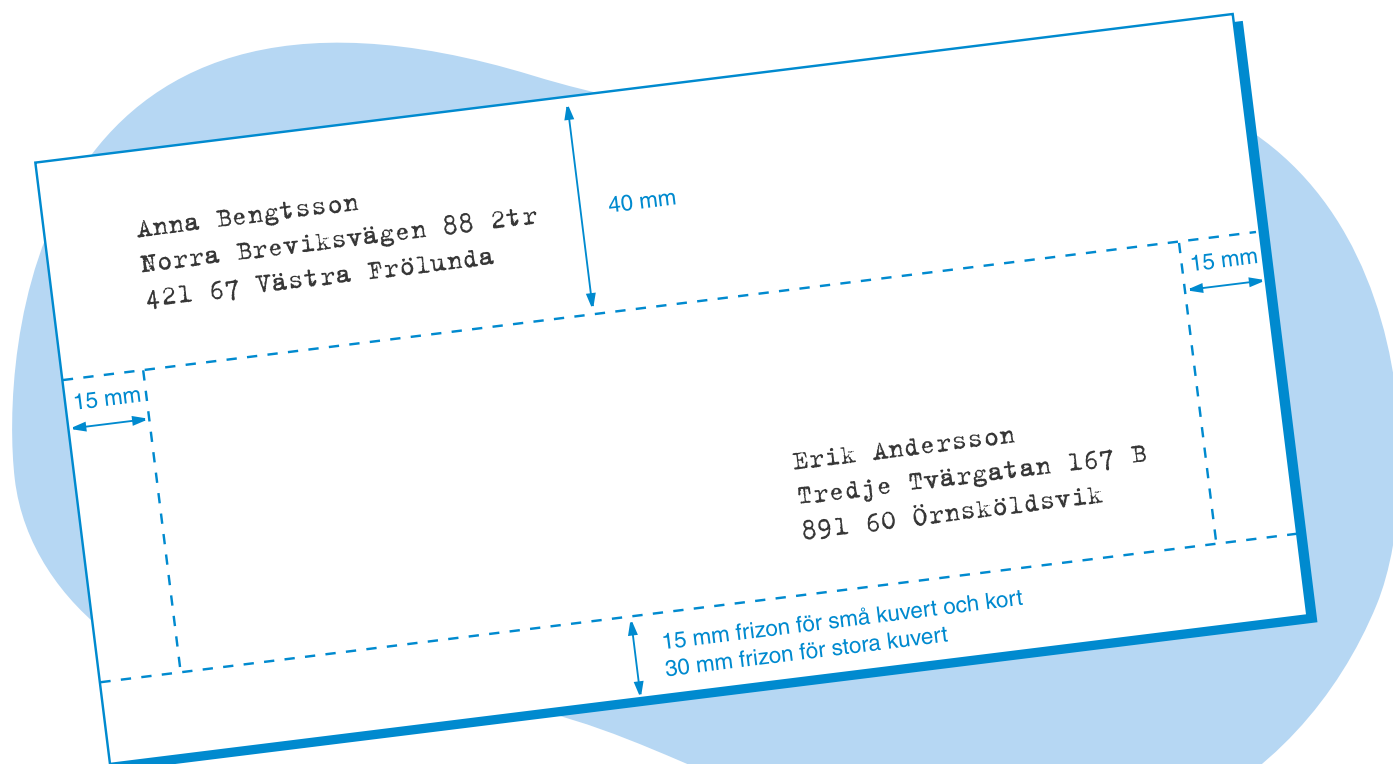 Anna Bengtsson
Norra Breviksvägen 88 2tr
421 67 Västra Frölunda
40 mm
15 mm
15 mm
Erik Andersson
Tredje Tvärgatan 167 B
891 60 Örnsköldsvik
15 mm frizon för små kuvert och kort
30 mm frizon för stora kuvert